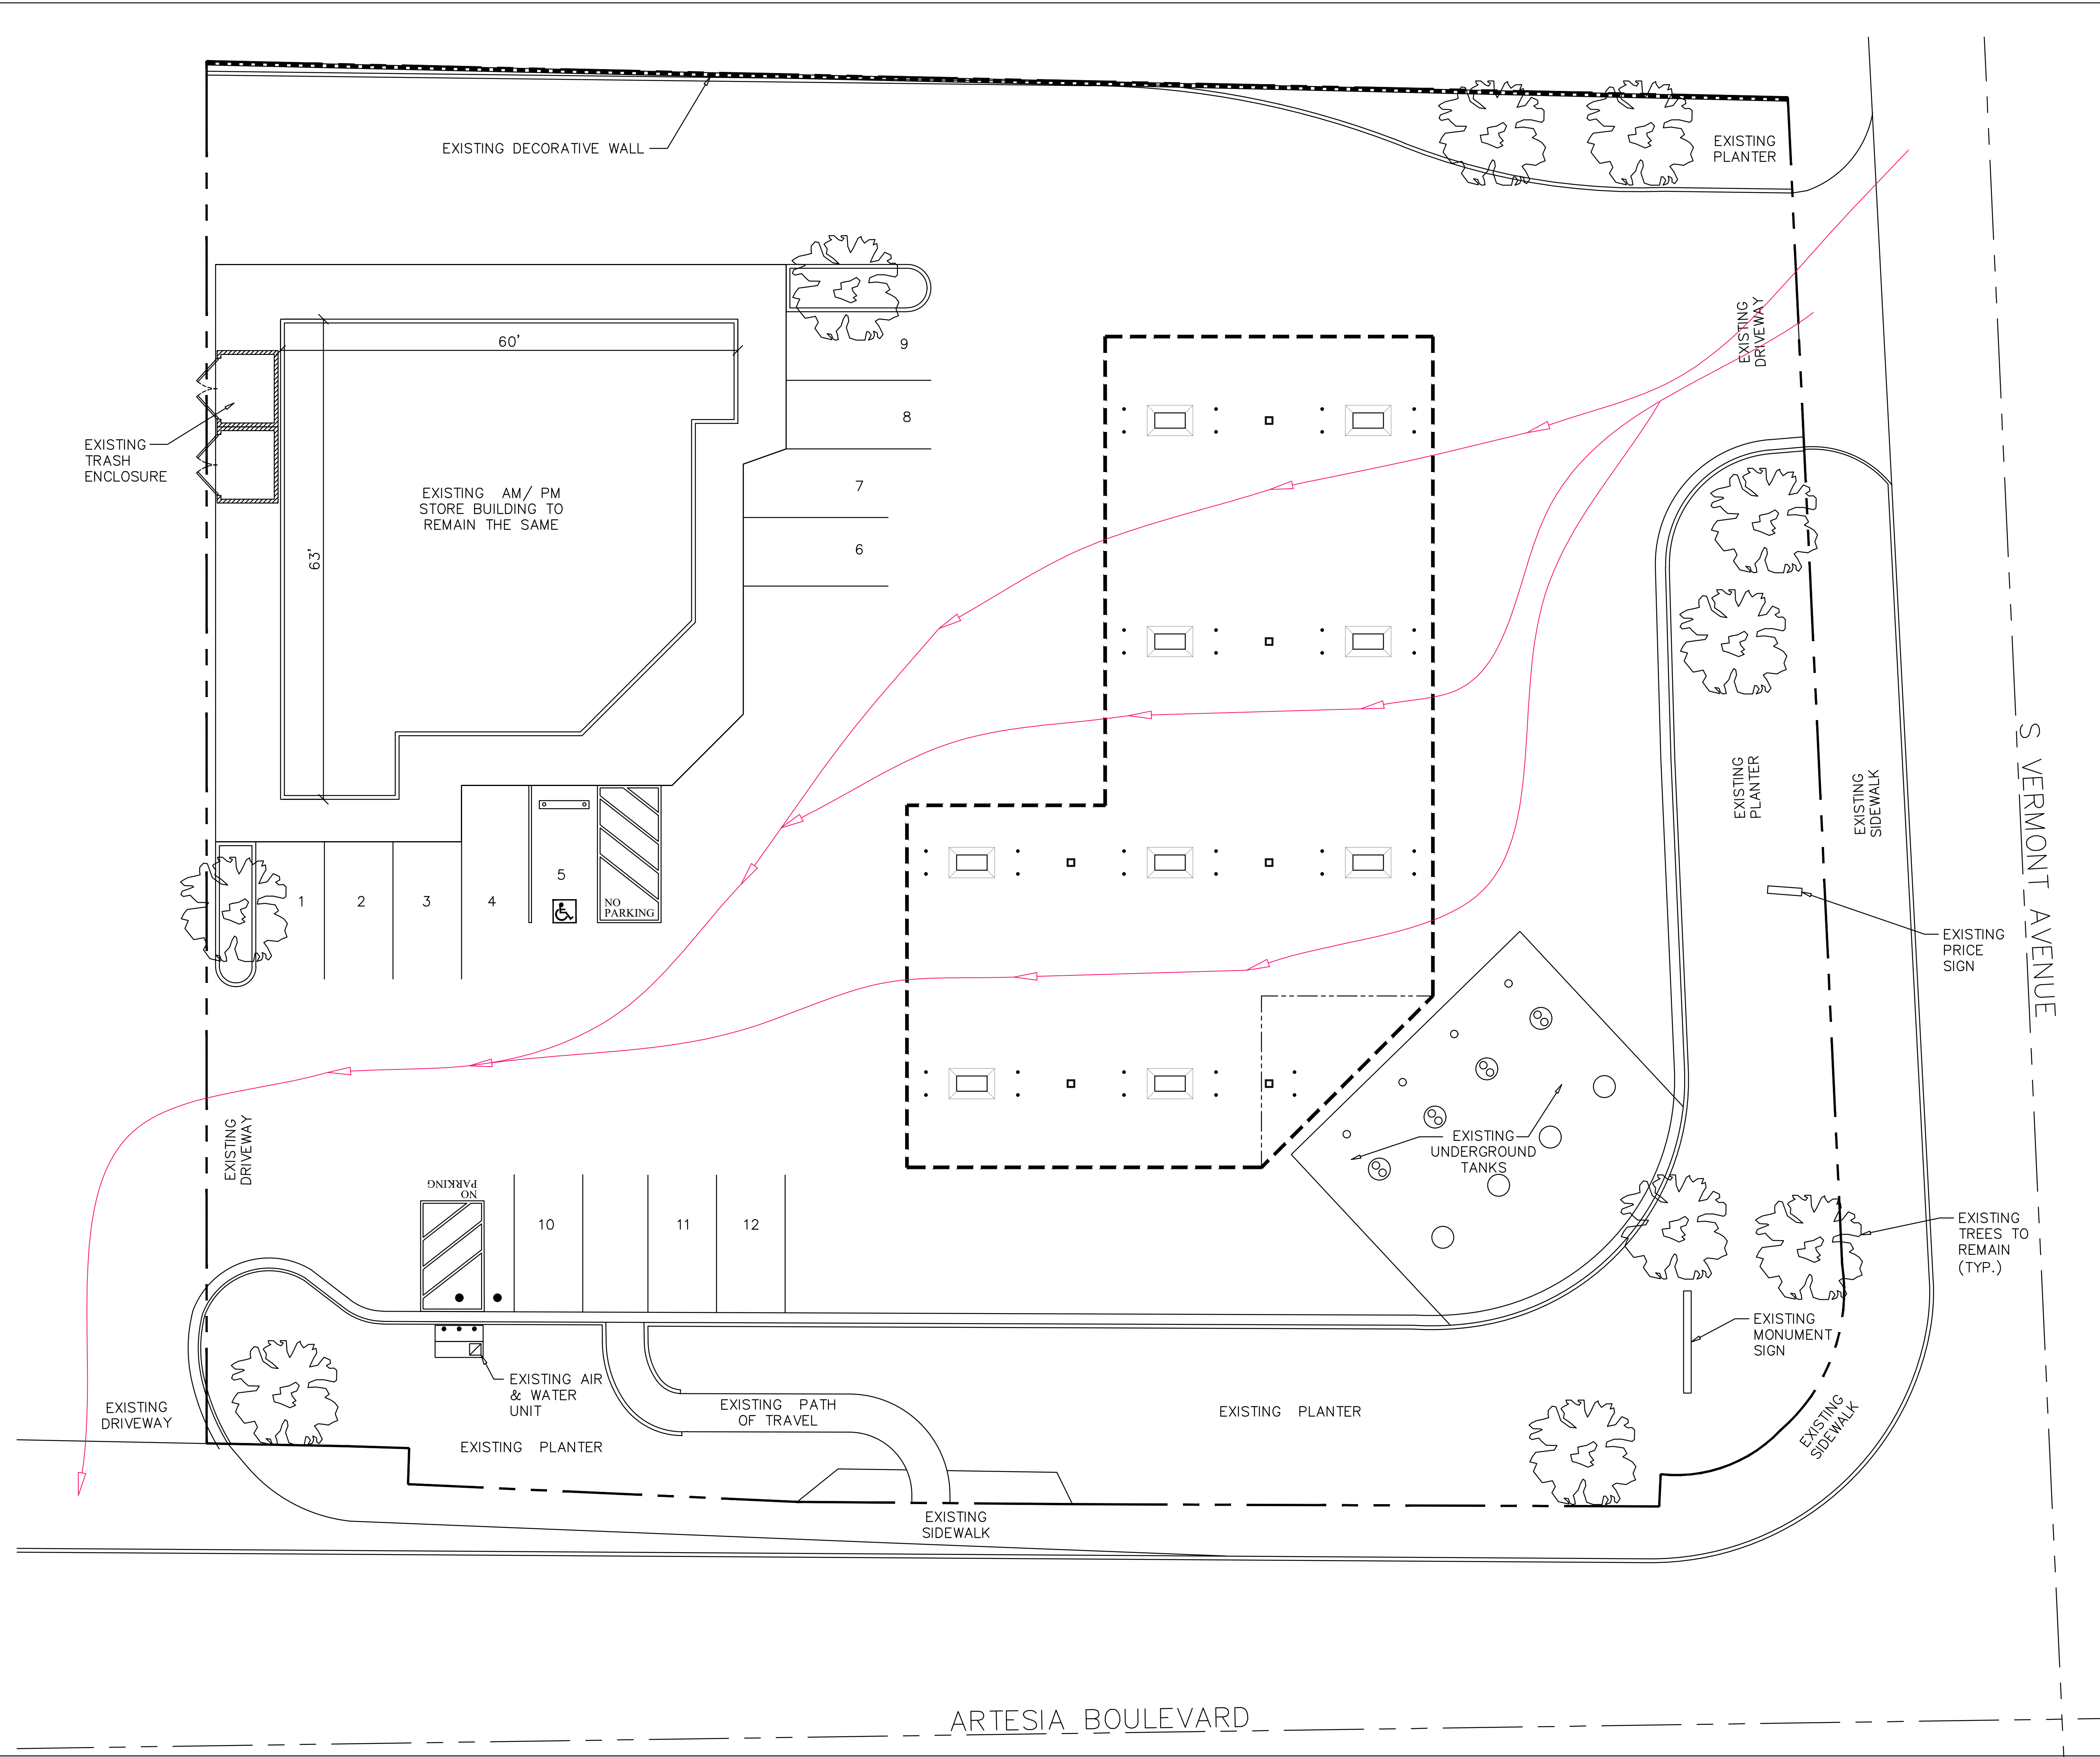 EXISTING DECORATIVE WALL
EXISTING
PLANTER
EXISTING
DRIVEWAY
60'
9
8
EXISTING
TRASH
ENCLOSURE
EXISTING AM/ PM
STORE BUILDING TO
REMAIN THE SAME
63'
7
6
S VERMONT AVENUE
EXISTING
PLANTER
EXISTING
SIDEWALK
1
2
3
4
5
NO
PARKING
EXISTING
PRICE
SIGN
EXISTING
DRIVEWAY
EXISTING
UNDERGROUND
TANKS
NO
PARKING
10
11
12
EXISTING
TREES TO
REMAIN
(TYP.)
EXISTING
MONUMENT
SIGN
EXISTING AIR
& WATER
UNIT
EXISTING PATH
OF TRAVEL
EXISTING PLANTER
EXISTING
DRIVEWAY
EXISTING PLANTER
EXISTING
SIDEWALK
EXISTING
SIDEWALK
ARTESIA BOULEVARD